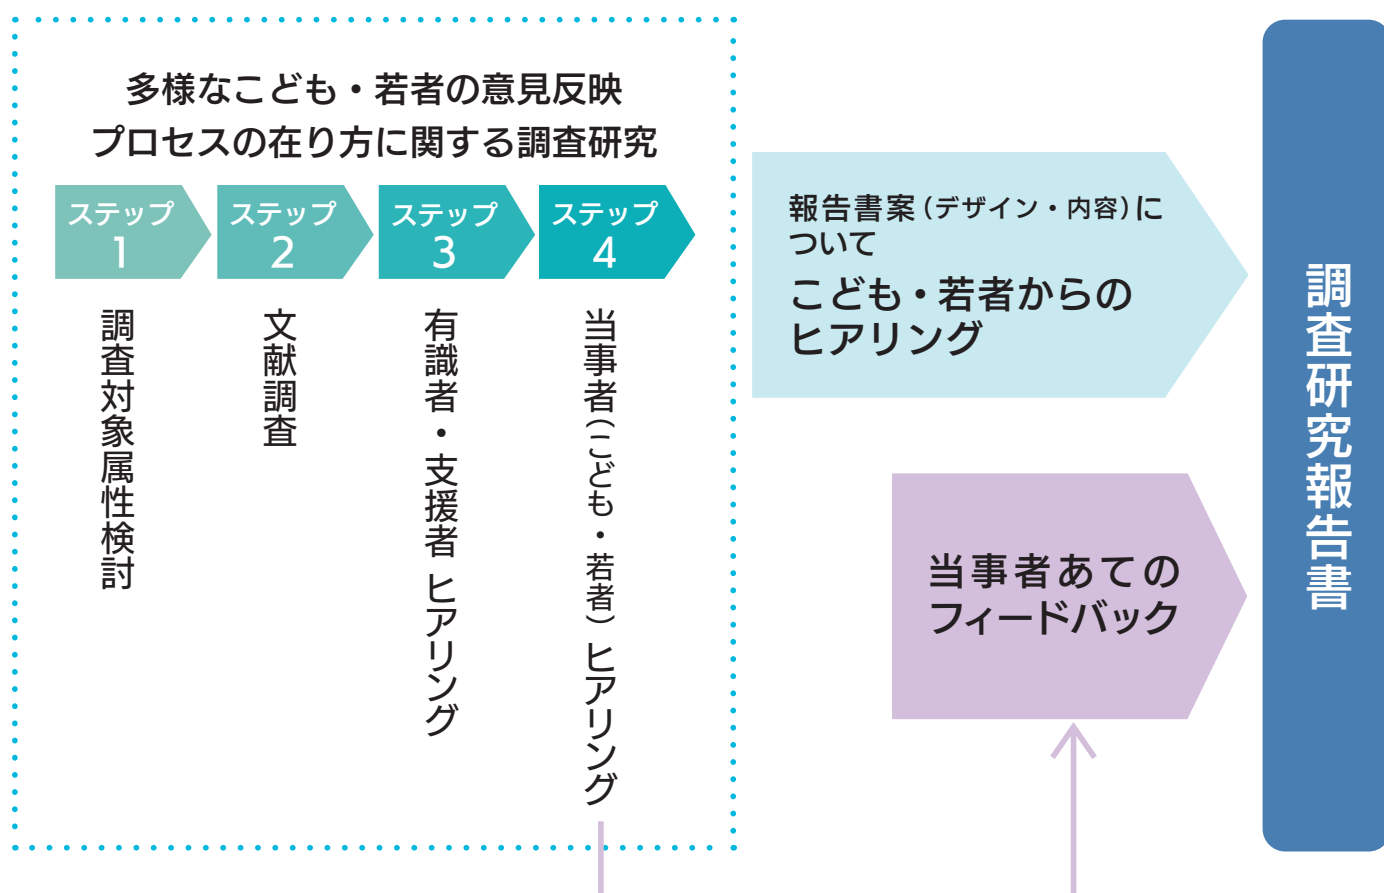 多様なこども・若者の意見反映
プロセスの在り方に関する調査研究
ステップ
1
調査対象属性検討
ステップ
2
文献調査
ステップ
3
有識者・支援者 ヒアリング
ステップ
4
当事者(こども・若者) ヒアリング
報告書案(デザイン・内容)に
ついて
こども・若者からの
ヒアリング
当事者あての
フィードバック
調査研究報告書